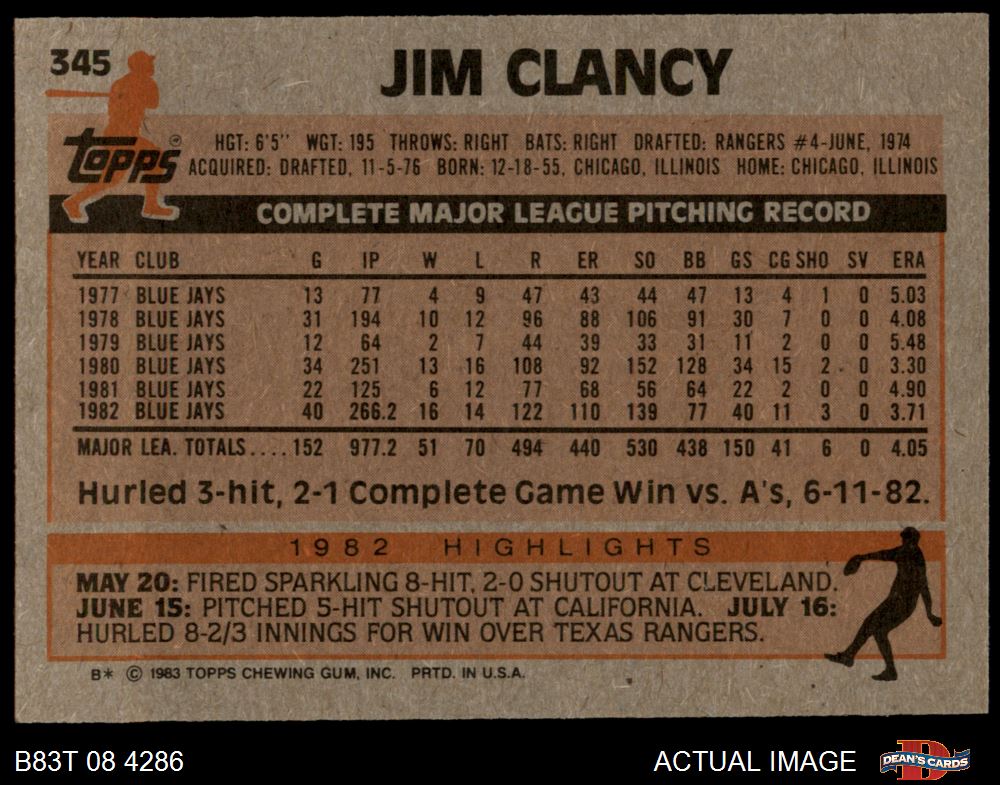 345
JIM CLANCY
Topps
HGT: 6'5" WGT: 195 THROWS: RIGHT BATS: RIGHT DRAFTED: RANGERS #4-JUNE, 1974
ACQUIRED: DRAFTED, 11-5-76 BORN: 12-18-55, CHICAGO, ILLINOIS HOME: CHICAGO, ILLINOIS
COMPLETE MAJOR LEAGUE PITCHING RECORD
YEAR CLUB G IP W L R ER SO BB GS CG SHO SV ERA
1977 BLUE JAYS 13 77 4 9 47 43 44 47 13 4 1 0 5.03
1978 BLUE JAYS 31 194 10 12 96 88 106 91 30 7 0 0 4.08
1979 BLUE JAYS 12 64 2 7 44 39 33 31 11 2 0 0 5.48
1980 BLUE JAYS 34 251 13 16 108 92 152 128 34 15 2 0 3.30
1981 BLUE JAYS 22 125 6 12 77 68 56 64 22 2 0 0 4.90
1982 BLUE JAYS 40 266.2 16 14 122 110 139 77 40 11 3 0 3.71
MAJOR LEA. TOTALS....152 977.2 51 70 494 440 530 438 150 41 6 0 4.05
Hurled 3-hit, 2-1 Complete Game Win vs. A's, 6-11-82.
1982 HIGHLIGHTS
MAY 20: FIRED SPARKLING 8-HIT, 2-0 SHUTOUT AT CLEVELAND.
JUNE 15: PITCHED 5-HIT SHUTOUT AT CALIFORNIA. JULY 16:
HURLED 8-2/3 INNINGS FOR WIN OVER TEXAS RANGERS.
B* © 1983 TOPPS CHEWING GUM, INC. PRTD. IN U.S.A.
B83T 08 4286
ACTUAL IMAGE
D
DEAN'S CARDS